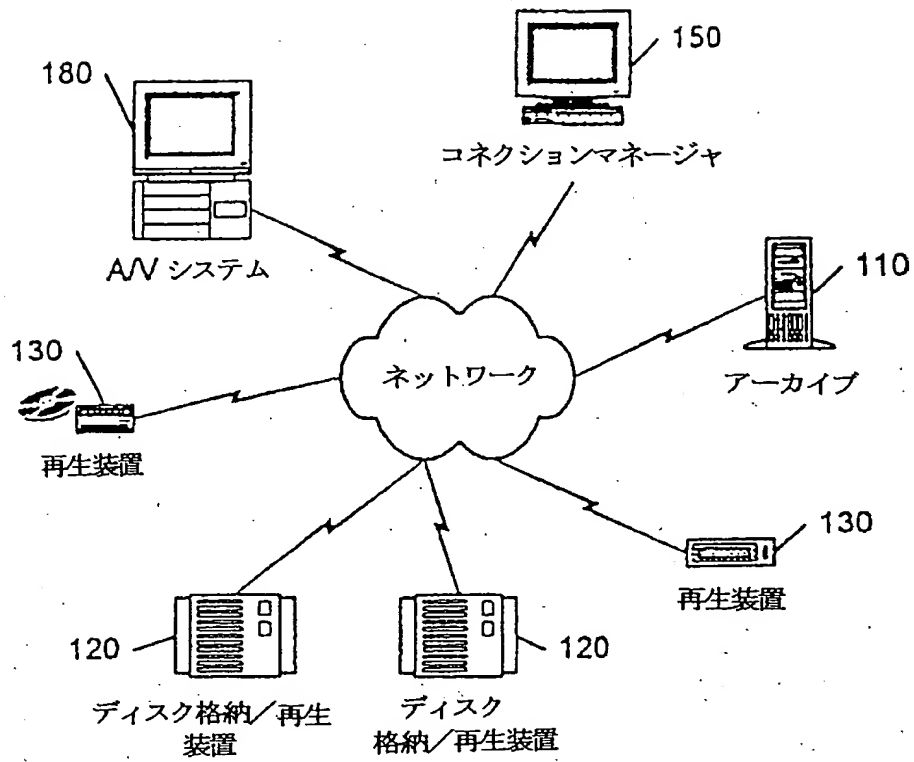 150
180
コネクションマネージャ
A/V システム
110
130
ネットワーク
アーカイブ
再生装置
130
再生装置
120
120
ディスク格納／再生
装置
ディスク
格納／再生装置